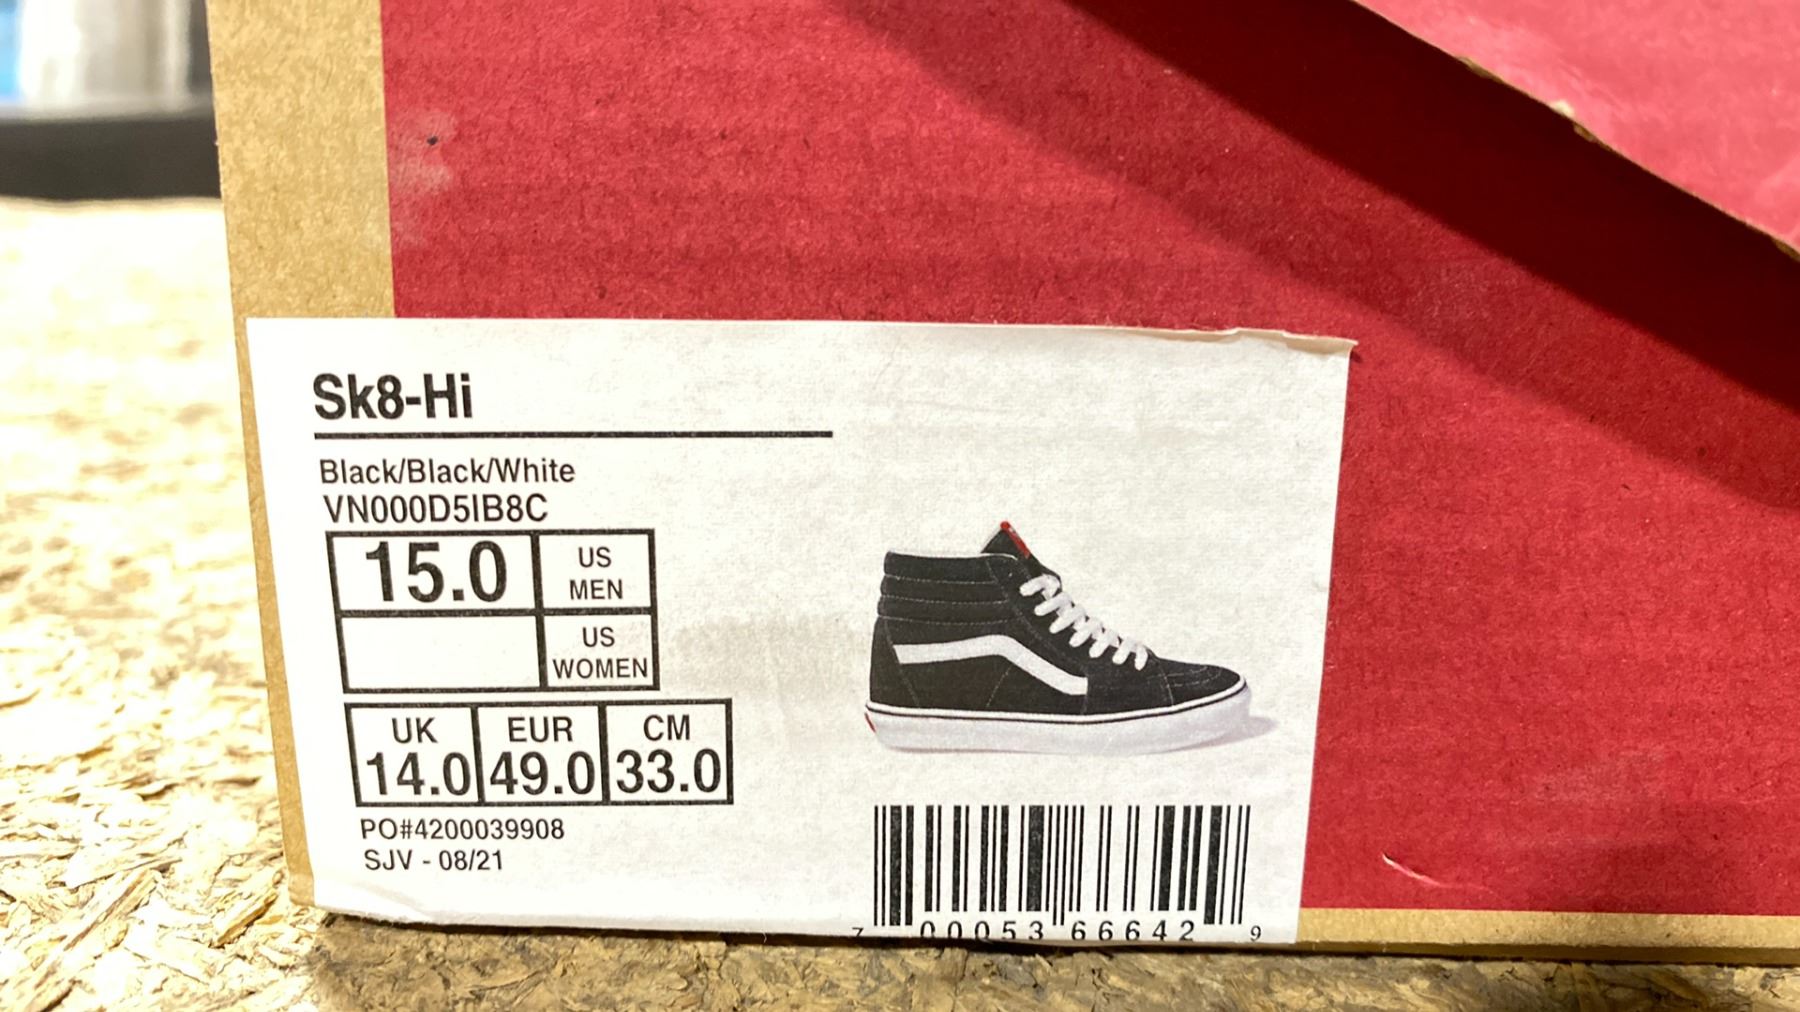 Sk8-Hi
Black/Black/White
VN000D5IB8C
15.0 US MEN
US WOMEN
UK EUR CM
14.0 49.0 33.0
PO#4200039908
SJV - 08/21
7 00053 66642 9